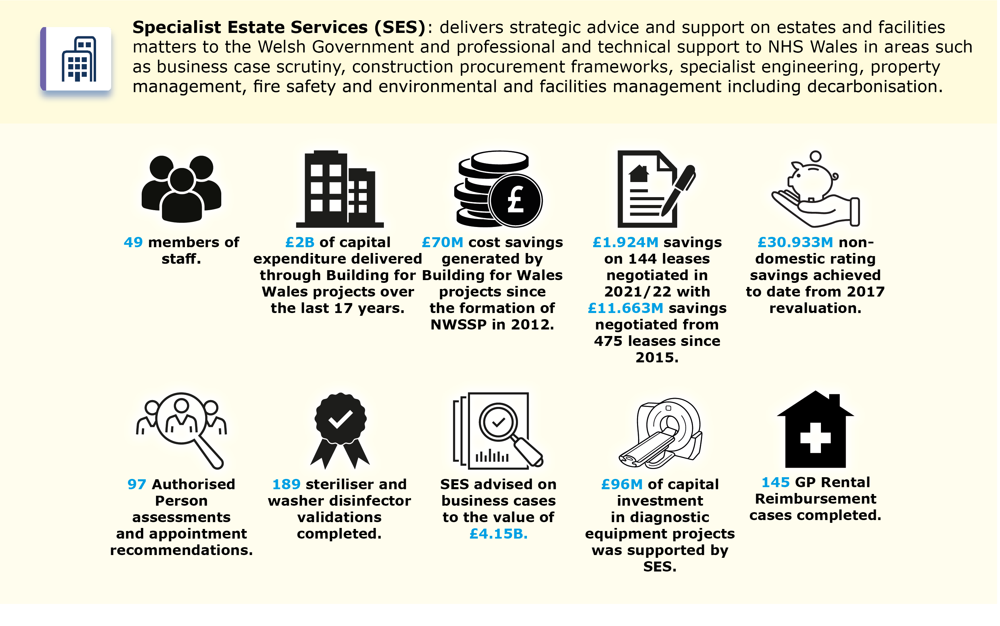 Specialist Estate Services (SES): delivers strategic advice and support on estates and facilities
matters to the Welsh Government and professional and technical support to NHS Wales in areas such
as business case scrutiny, construction procurement frameworks, specialist engineering, property
management, fire safety and environmental and facilities management including decarbonisation.
49 members of
staff.
£2B of capital
expenditure delivered
through Building for
Wales projects over
the last 17 years.
£70M cost savings
generated by
Building for Wales
projects since
the formation of
NWSSP in 2012.
£1.924M savings
on 144 leases
negotiated in
2021/22 with
£11.663M savings
negotiated from
475 leases since
2015.
£30.933M non-
domestic rating
savings achieved
to date from 2017
revaluation.
97 Authorised
Person
assessments
and appointment
recommendations.
189 steriliser and
washer disinfector
validations
completed.
SES advised on
business cases
to the value of
£4.15B.
£96M of capital
investment
in diagnostic
equipment projects
was supported by
SES.
145 GP Rental
Reimbursement
cases completed.